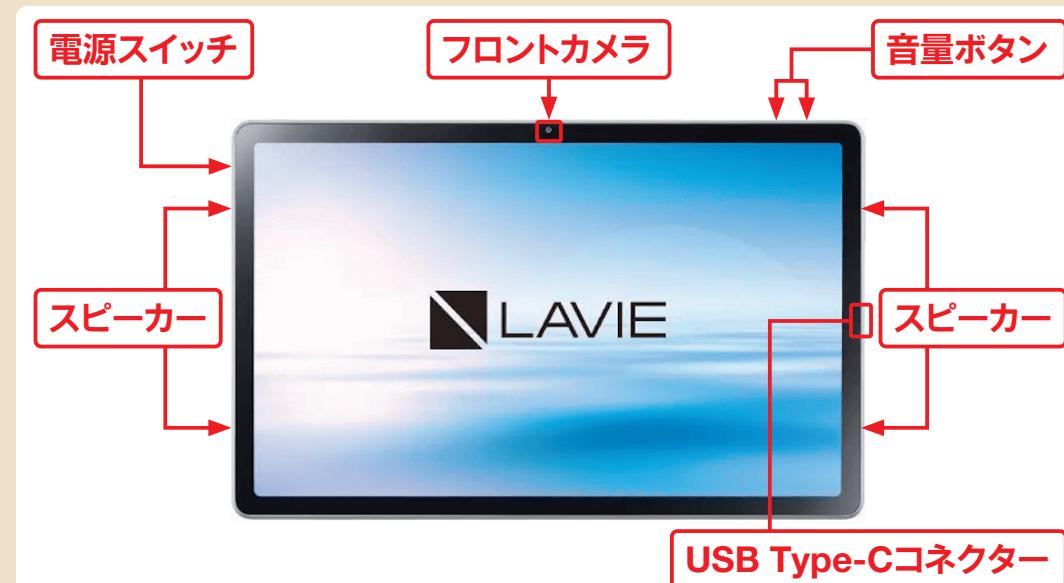 電源スイッチ
フロントカメラ
音量ボタン
スピーカー
スピーカー
LAVIE
USB Type-Cコネクター